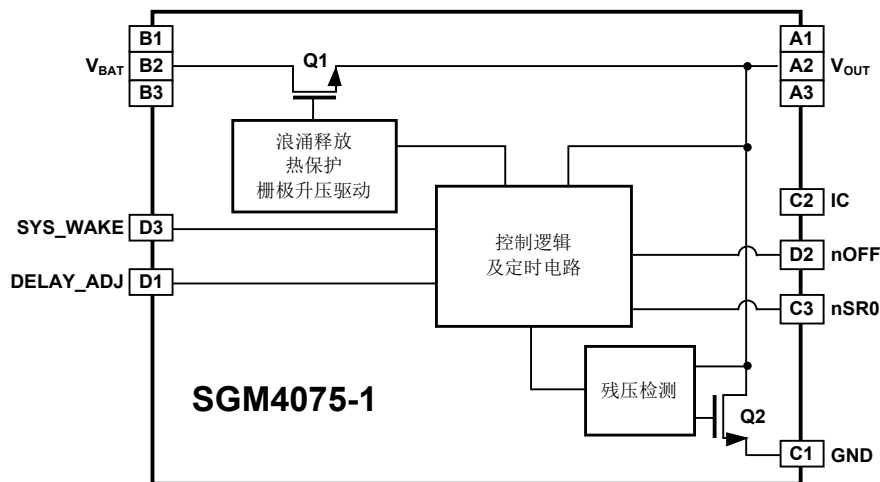 B1
A1
V_BAT
B2
Q1
A2
V_OUT
B3
A3
浪涌释放
热保护
栅极升压驱动
C2
IC
SYS_WAKE
D3
控制逻辑
及定时电路
D2
nOFF
DELAY_ADJ
D1
C3
nSR0
SGM4075-1
残压检测
Q2
C1
GND